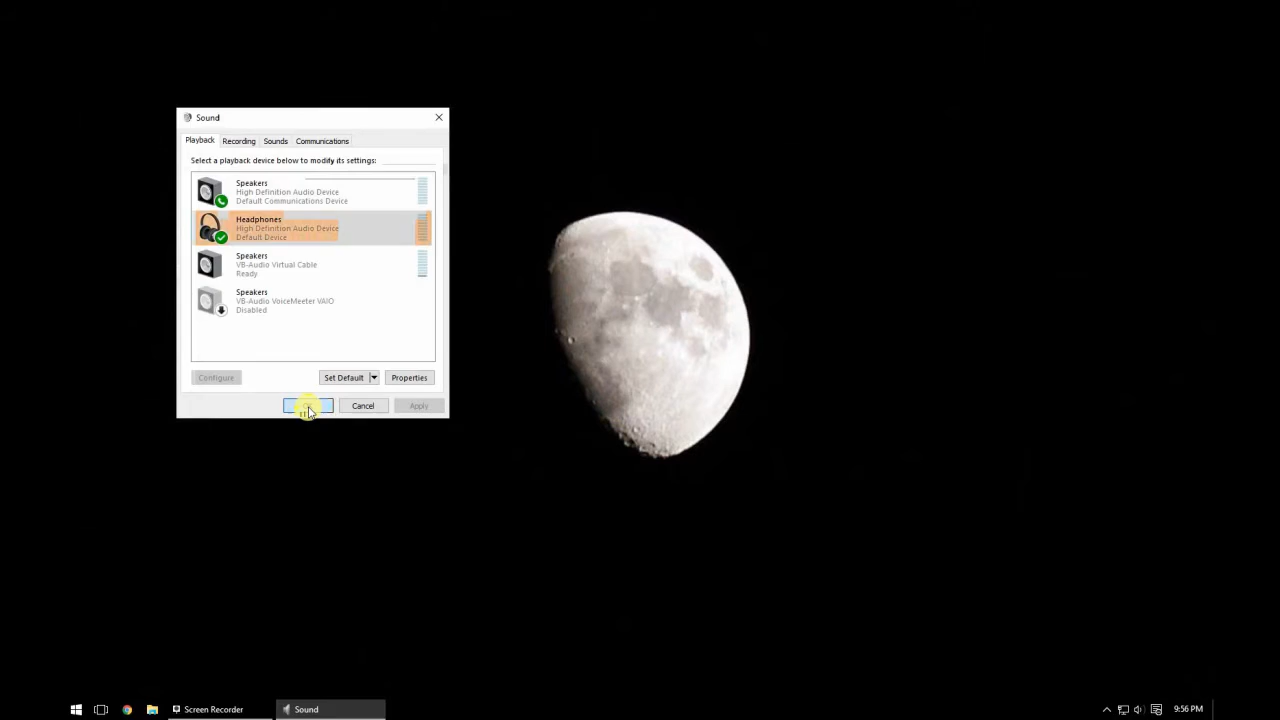 Sound
Playback Recording Sounds Communications
Select a playback device below to modify its settings:
Speakers
High Definition Audio Device
Default Communications Device
Headphones
High Definition Audio Device
Default Device
Speakers
VB-Audio Virtual Cable
Ready
Speakers
VB-Audio VoiceMeeter VAIO
Disabled
Configure Set Default Properties
Cancel Apply
Screen Recorder Sound 9:56 PM